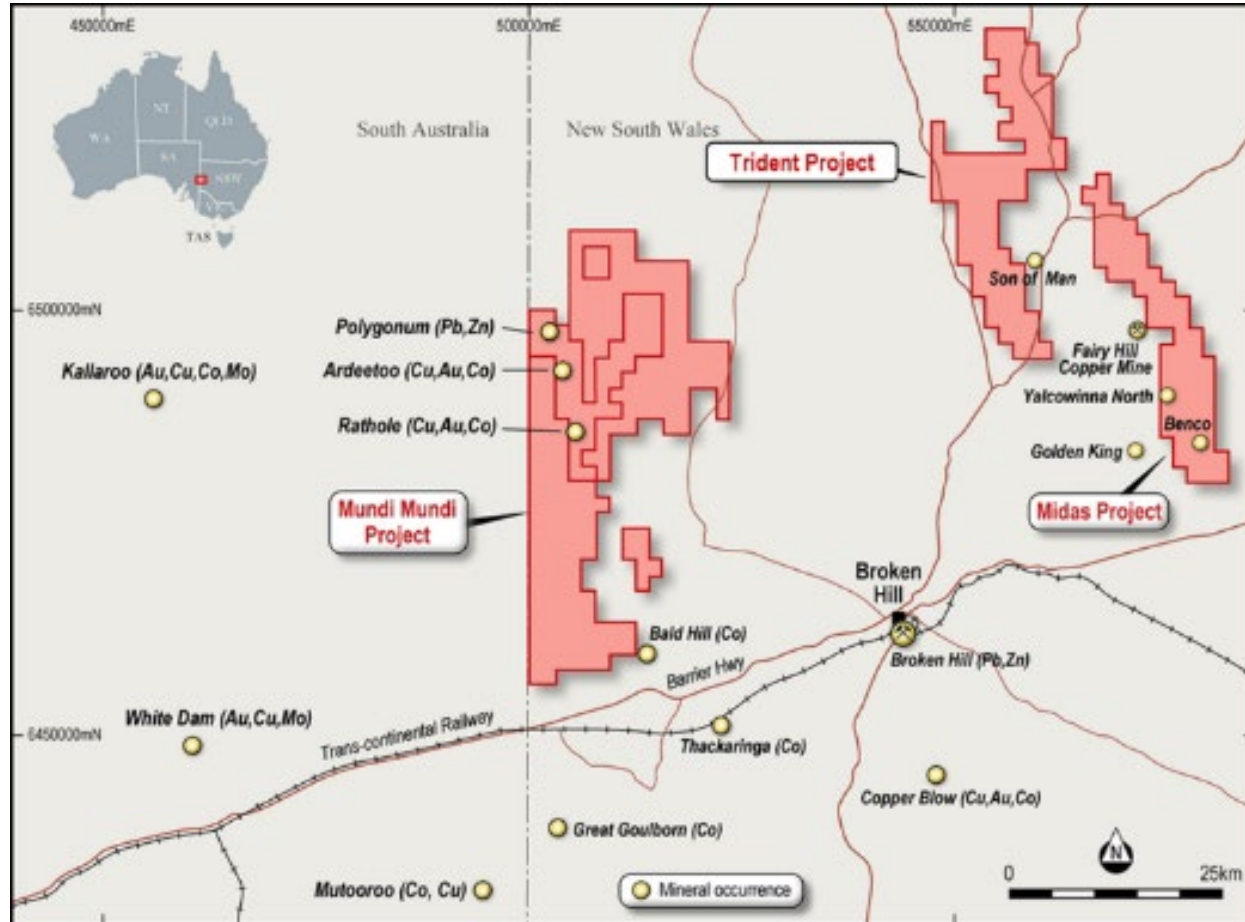 450000mE
500000mE
550000mE
WA
NT
QLD
SA
NSW
TAS
South Australia
New South Wales
Trident Project
Son of Man
6500000mN
Polygonum (Pb,Zn)
Kallaroo (Au,Cu,Co,Mo)
Ardeetoo (Cu,Au,Co)
Rathole (Cu,Au,Co)
Fairy Hill
Copper Mine
Yalcowinna North
Benco
Golden King
Mundi Mundi
Project
Midas Project
Broken
Hill
Bald Hill (Co)
Broken Hill (Pb,Zn)
Barrier Hwy
White Dam (Au,Cu,Mo)
6450000mN
Trans-continental Railway
Thackaringa (Co)
Copper Blow (Cu,Au,Co)
Great Goulborn (Co)
Mutooroo (Co, Cu)
Mineral occurrence
N
0
25km